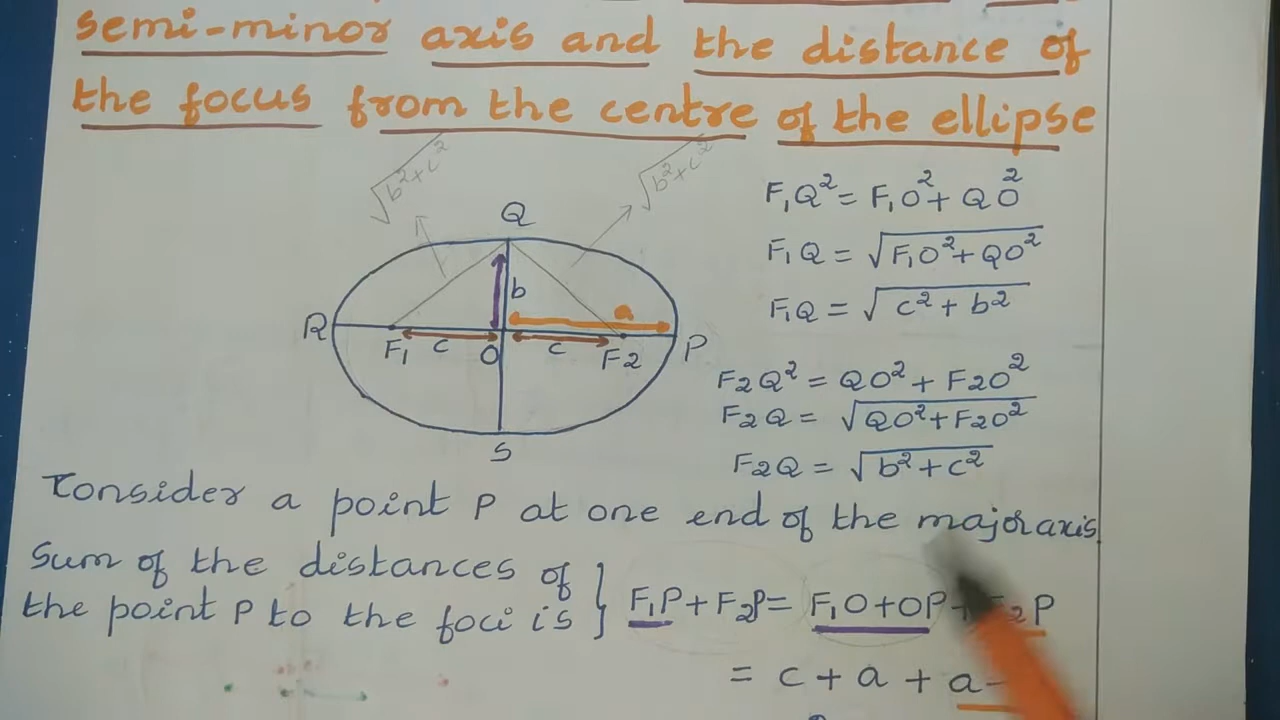 semi-minor axis and the distance of
the focus from the centre of the ellipse
√b²+c²
√b²+c²
Q
b
a
R
F₁
c
O
c
F2
P
S
F₁Q² = F₁O² + QO²
F₁Q = √F₁O²+QO²
F₁Q = √c² + b²
F2Q² = QO² + F2O²
F2Q = √QO²+F2O²
F2Q = √b²+c²
Consider a point P at one end of the major axis
Sum of the distances of
the point P to the foci is } F₁P + F2P = F₁O+OP+F2P
= c + a + a -